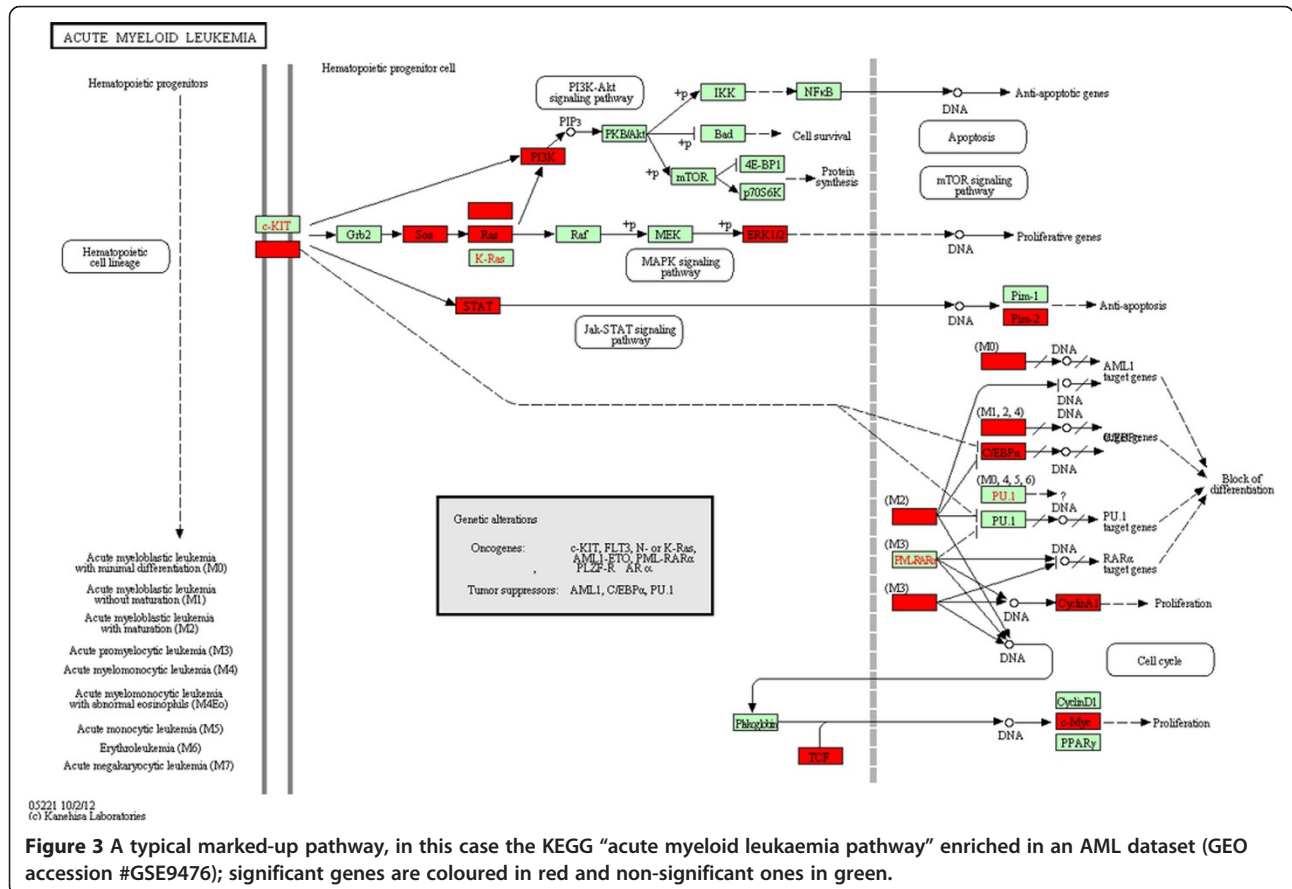 ACUTE MYELOID LEUKEMIA
Hematopoietic progenitors
Hematopoietic progenitor cell
PI3K-Akt
signaling pathway
PIP3
PI3K
PKB/Akt
+p
IKK
NFκB
DNA
Anti-apoptotic genes
+p
Bad
Cell survival
Apoptosis
+p
mTOR
4E-BP1
p70S6K
Protein
synthesis
mTOR signaling
pathway
c-KIT
Hematopoietic
cell lineage
Grb2
Sos
Ras
K-Ras
Raf
+p
MEK
+p
ERK1/2
DNA
Proliferative genes
MAPK signaling
pathway
STAT
Jak-STAT signaling
pathway
DNA
Pim-1
Pim-2
Anti-apoptosis
(M0)
DNA
AML1
target genes
DNA
(M1, 2, 4)
DNA
C/EBPα
DNA
(M0, 4, 5, 6)
PU.1
?
PU.1
DNA
PU.1
target genes
Block of
differentiation
(M2)
(M3)
PML-RARα
DNA
RARα
target genes
(M3)
DNA
CyclinA1
Proliferation
DNA
Cell cycle
Genetic alterations
Oncogenes: c-KIT, FLT3, N- or K-Ras,
AML1-ETO, PML-RARα
, PLZF-R AR α
Tumor suppressors: AML1, C/EBPα, PU.1
Acute myeloblastic leukemia
with minimal differentiation (M0)
Acute myeloblastic leukemia
without maturation (M1)
Acute myeloblastic leukemia
with maturation (M2)
Acute promyelocytic leukemia (M3)
Acute myelomonocytic leukemia (M4)
Acute myelomonocytic leukemia
with abnormal eosinophils (M4Eo)
Acute monocytic leukemia (M5)
Erythroleukemia (M6)
Acute megakaryocytic leukemia (M7)
Plakoglobin
TCF
DNA
CyclinD1
c-Myc
PPARγ
Proliferation
05221 10/2/12
(c) Kanehisa Laboratories
Figure 3 A typical marked-up pathway, in this case the KEGG “acute myeloid leukaemia pathway” enriched in an AML dataset (GEO
accession #GSE9476); significant genes are coloured in red and non-significant ones in green.